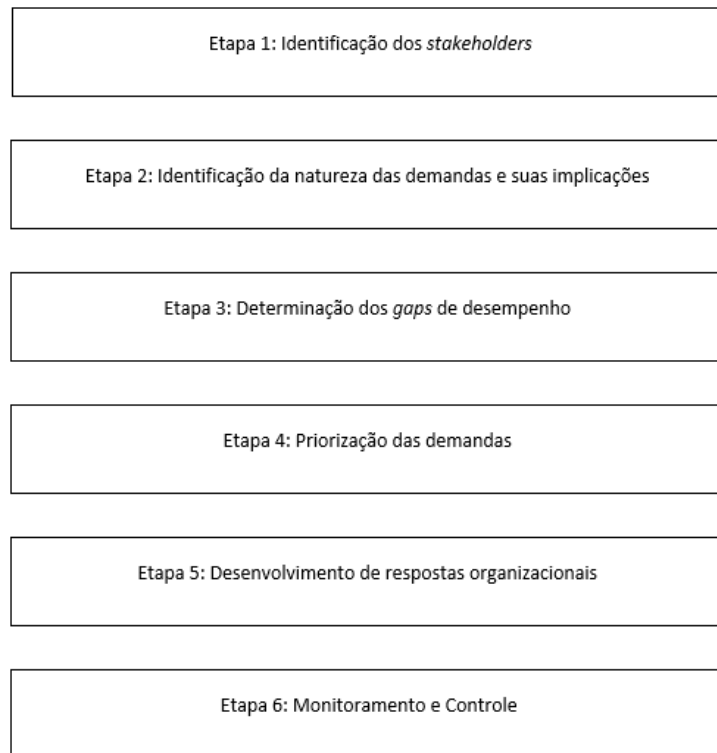 Etapa 1: Identificação dos stakeholders
Etapa 2: Identificação da natureza das demandas e suas implicações
Etapa 3: Determinação dos gaps de desempenho
Etapa 4: Priorização das demandas
Etapa 5: Desenvolvimento de respostas organizacionais
Etapa 6: Monitoramento e Controle